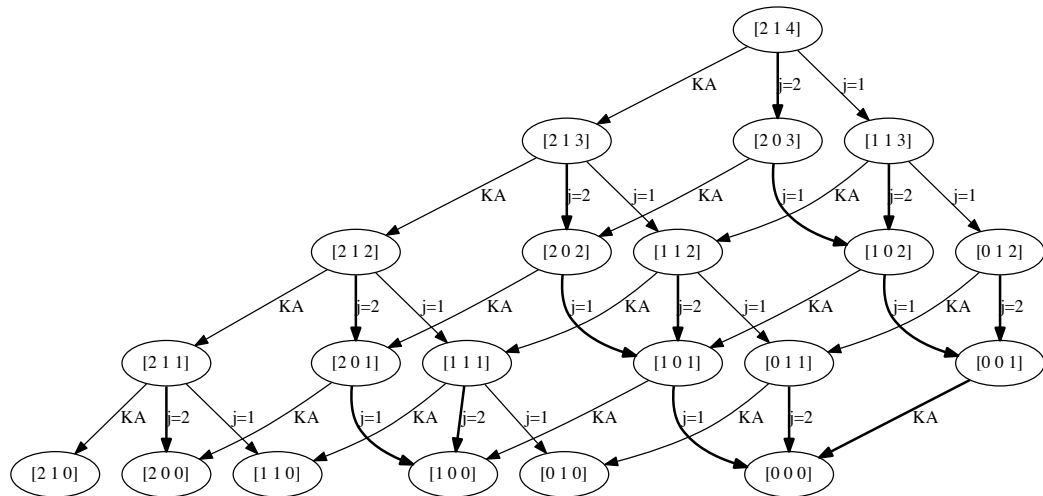 [2 1 4]
KA j=2 j=1
[2 1 3] [2 0 3] [1 1 3]
KA j=2 j=1 KA j=1 KA j=2 j=1
[2 1 2] [2 0 2] [1 1 2] [1 0 2] [0 1 2]
KA j=2 j=1 KA j=1 KA j=2 j=1 KA j=1 KA j=2
[2 1 1] [2 0 1] [1 1 1] [1 0 1] [0 1 1] [0 0 1]
KA j=2 j=1 KA j=1 KA j=2 j=1 KA j=1 KA j=2 KA
[2 1 0] [2 0 0] [1 1 0] [1 0 0] [0 1 0] [0 0 0]